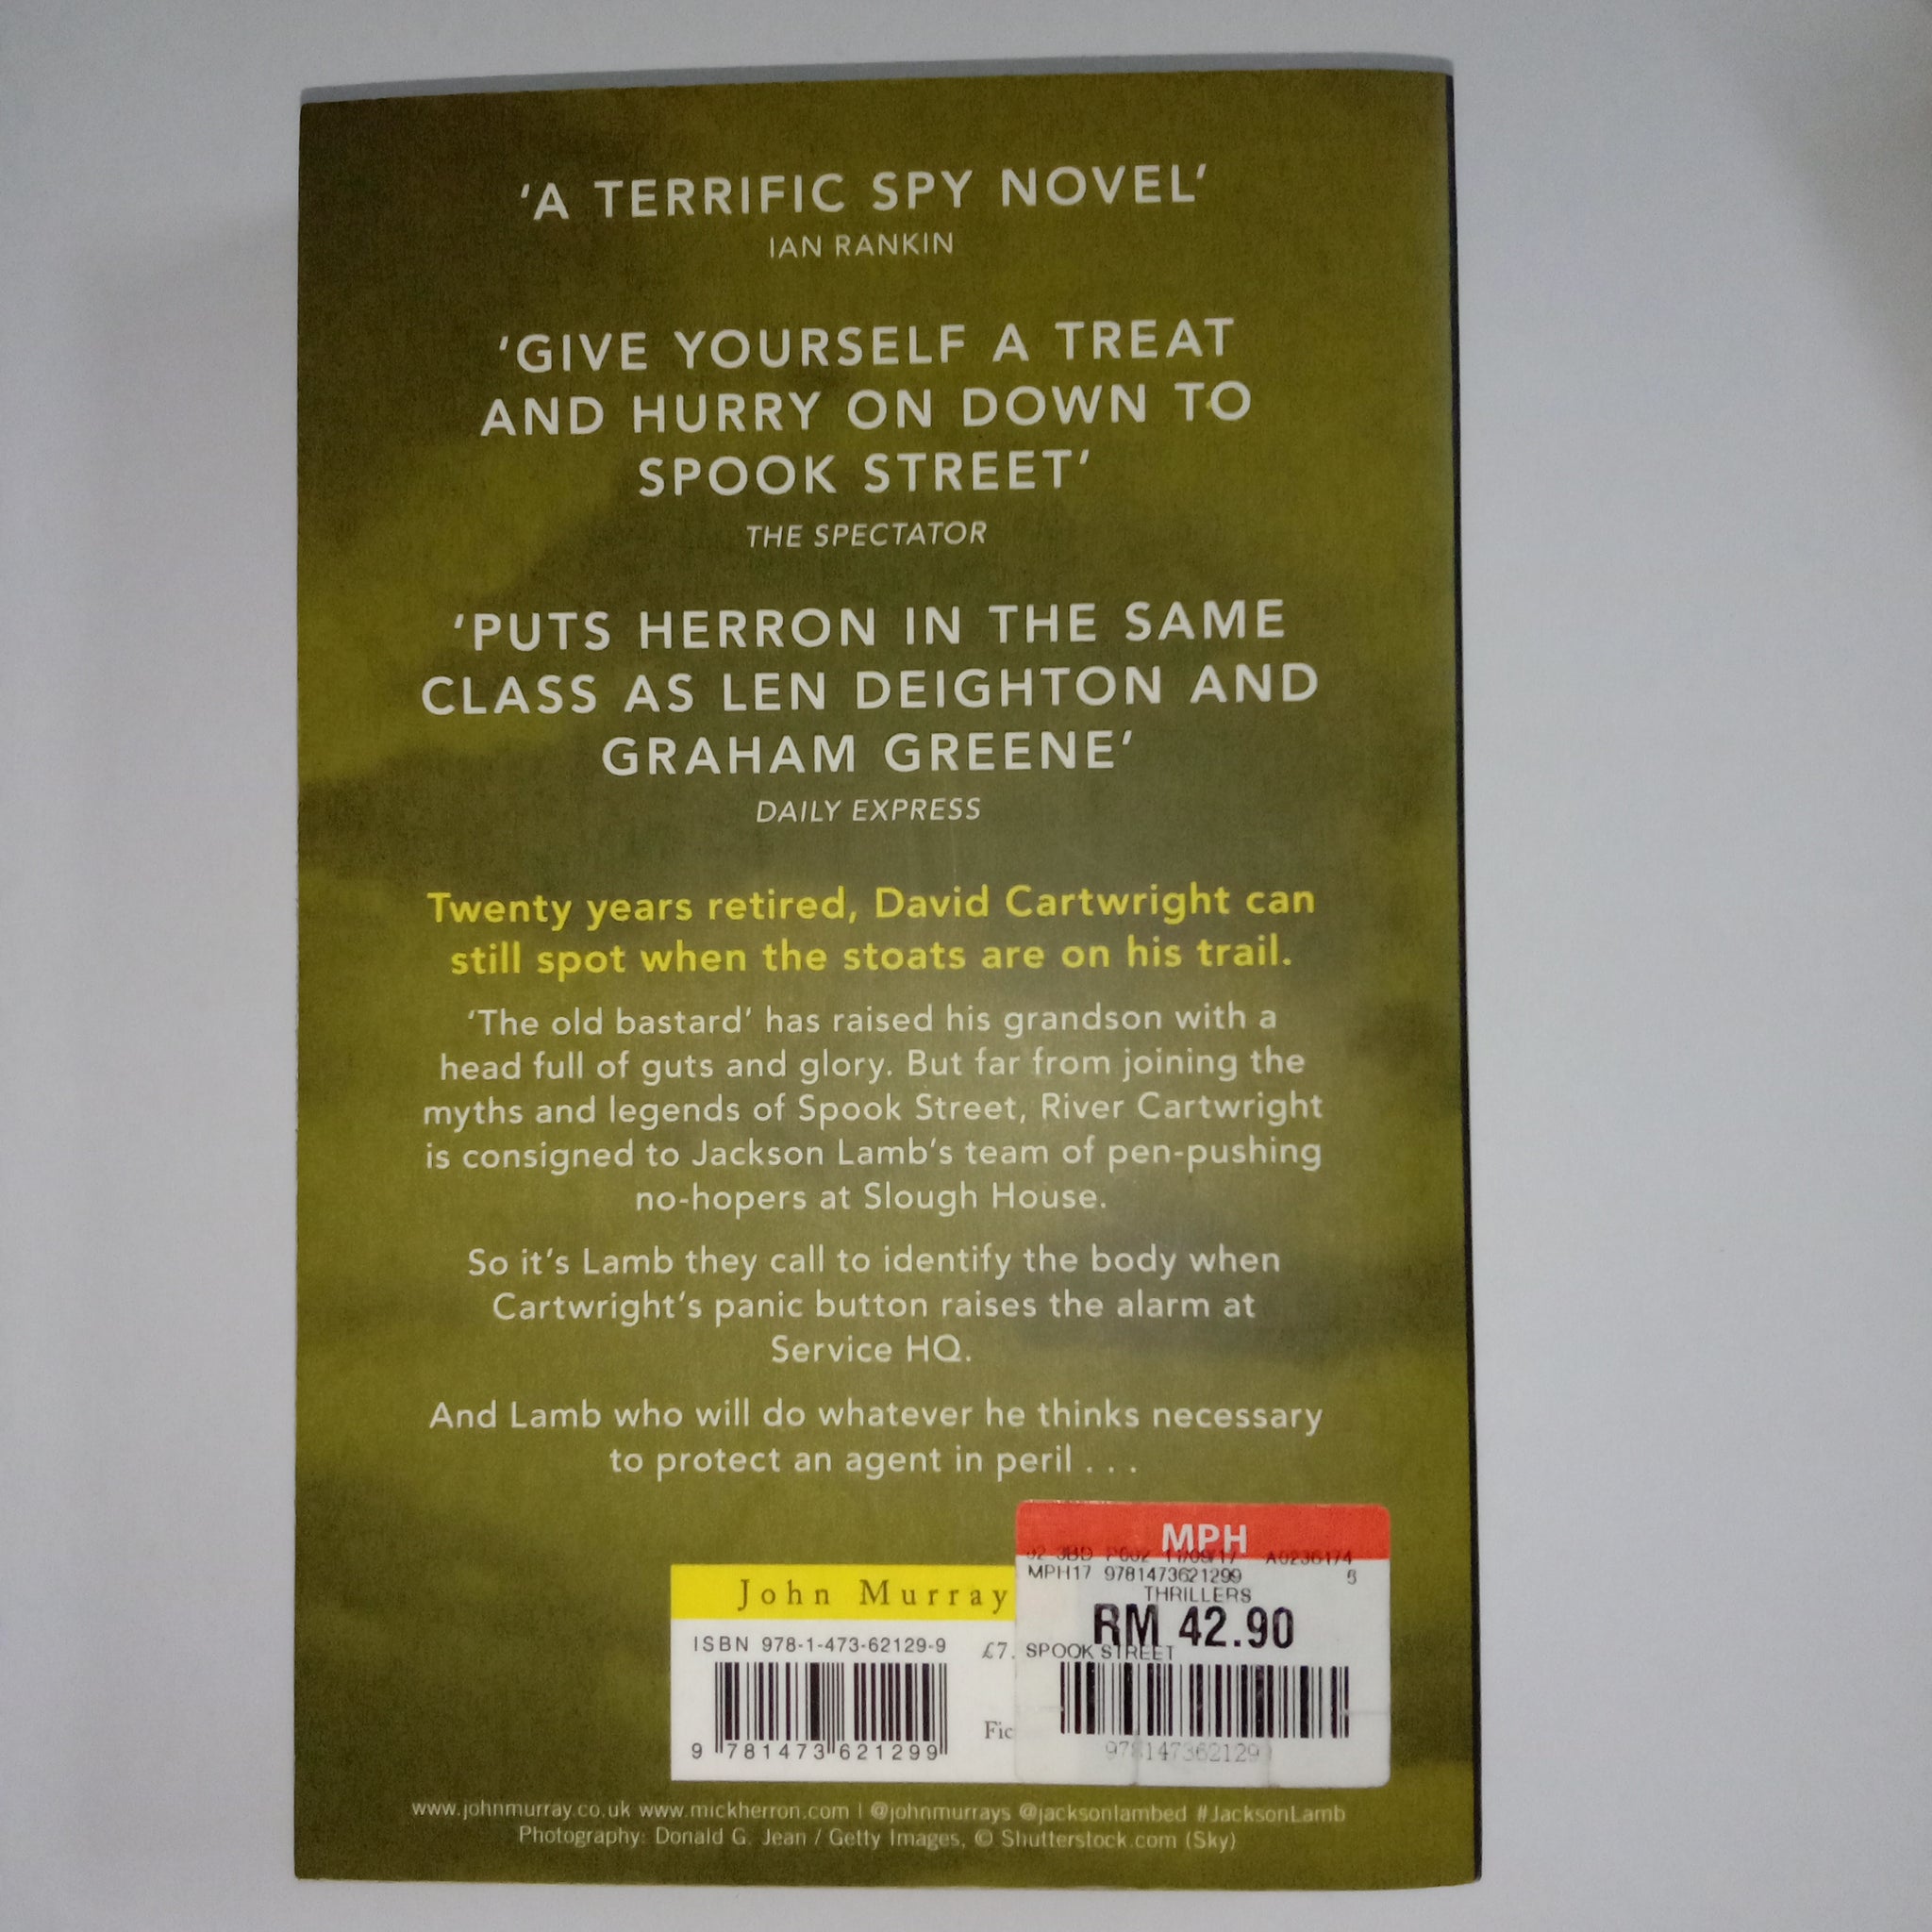 ‘A TERRIFIC SPY NOVEL’
IAN RANKIN
‘GIVE YOURSELF A TREAT
AND HURRY ON DOWN TO
SPOOK STREET’
THE SPECTATOR
‘PUTS HERRON IN THE SAME
CLASS AS LEN DEIGHTON AND
GRAHAM GREENE’
DAILY EXPRESS
Twenty years retired, David Cartwright can
still spot when the stoats are on his trail.
‘The old bastard’ has raised his grandson with a
head full of guts and glory. But far from joining the
myths and legends of Spook Street, River Cartwright
is consigned to Jackson Lamb’s team of pen-pushing
no-hopers at Slough House.
So it’s Lamb they call to identify the body when
Cartwright’s panic button raises the alarm at
Service HQ.
And Lamb who will do whatever he thinks necessary
to protect an agent in peril . . .
John Murray
ISBN 978-1-473-62129-9
9 781473 621299
£7.
Fic
MPH
MPH17 9781473621299
5
THRILLERS
RM 42.90
SPOOK STREET
978147362129
www.johnmurray.co.uk www.mickherron.com | @johnmurrays @jacksonlambed #JacksonLamb
Photography: Donald G. Jean / Getty Images, © Shutterstock.com (Sky)